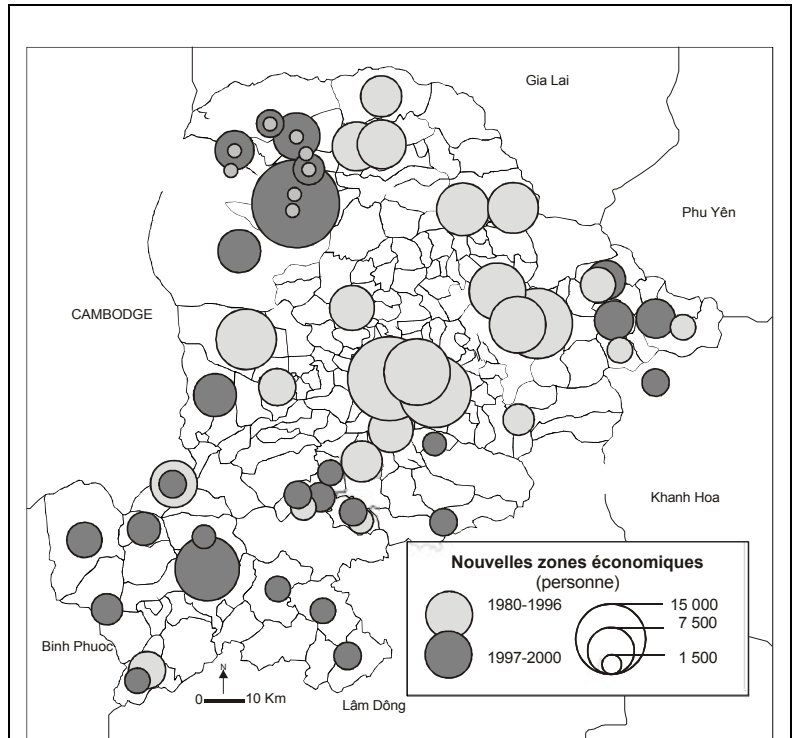 Gia Lai
Phu Yên
CAMBODGE
Khanh Hoa
Nouvelles zones économiques
(personne)
1980-1996
15 000
7 500
1997-2000
1 500
Binh Phuoc
N
0 10 Km
Lâm Dông